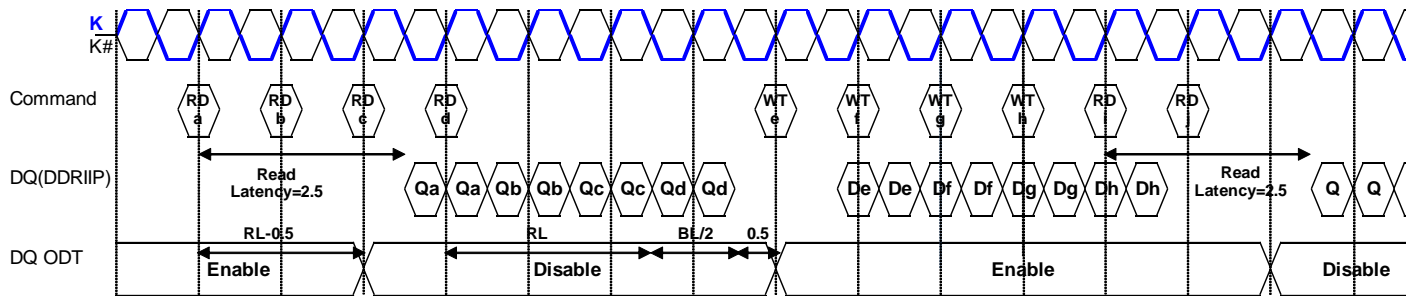 K
K#
Command
RD a
RD b
RD c
RD d
WT e
WT f
WT g
WT h
RD i
RD j
DQ(DDRIIP)
Read
Latency=2.5
Qa Qa Qb Qb Qc Qc Qd Qd
De De Df Df Dg Dg Dh Dh
Read
Latency=2.5
Q Q
DQ ODT
RL-0.5
RL
BL/2
0.5
Enable
Disable
Enable
Disable